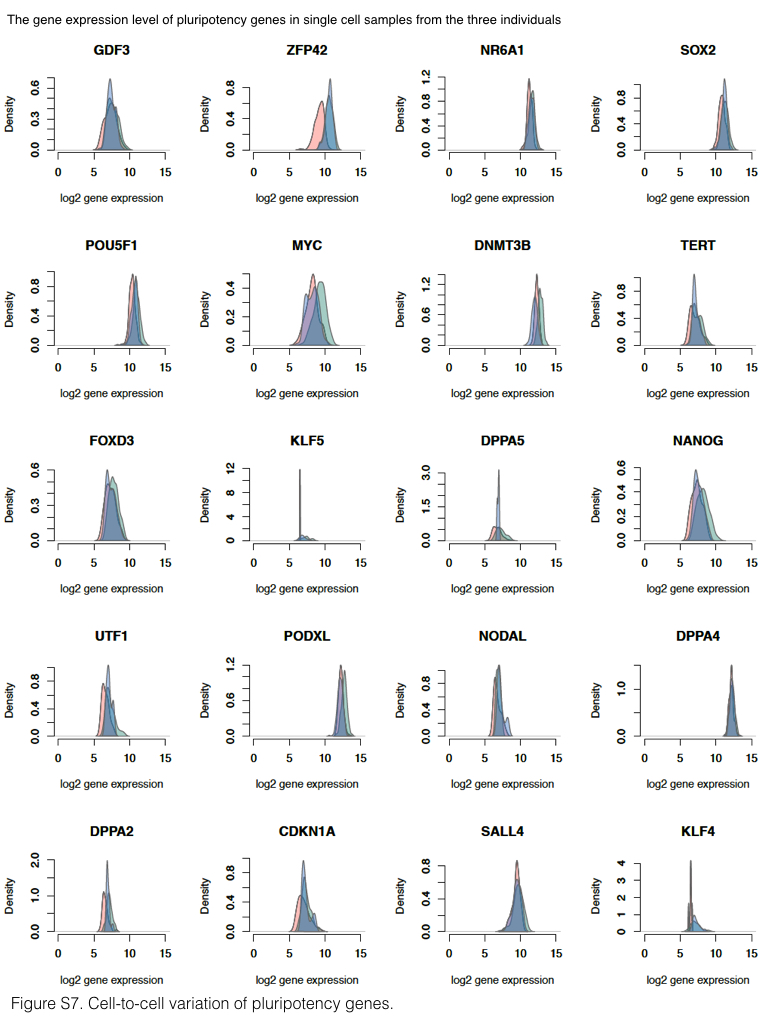 The gene expression level of pluripotency genes in single cell samples from the three individuals
GDF3 ZFP42 NR6A1 SOX2
Density 0.0 0.3 0.6 Density 0.0 0.4 0.8 Density 0.0 0.4 0.8 1.2 Density 0.0 0.4 0.8
0 5 10 15 0 5 10 15 0 5 10 15 0 5 10 15
log2 gene expression log2 gene expression log2 gene expression log2 gene expression
POU5F1 MYC DNMT3B TERT
Density 0.0 0.4 0.8 Density 0.0 0.2 0.4 Density 0.0 0.6 1.2 Density 0.0 0.4 0.8
0 5 10 15 0 5 10 15 0 5 10 15 0 5 10 15
log2 gene expression log2 gene expression log2 gene expression log2 gene expression
FOXD3 KLF5 DPPA5 NANOG
Density 0.0 0.3 0.6 Density 0 4 8 12 Density 0.0 1.5 3.0 Density 0.0 0.2 0.4 0.6
0 5 10 15 0 5 10 15 0 5 10 15 0 5 10 15
log2 gene expression log2 gene expression log2 gene expression log2 gene expression
UTF1 PODXL NODAL DPPA4
Density 0.0 0.4 0.8 Density 0.0 0.6 1.2 Density 0.0 0.4 0.8 Density 0.0 1.0
0 5 10 15 0 5 10 15 0 5 10 15 0 5 10 15
log2 gene expression log2 gene expression log2 gene expression log2 gene expression
DPPA2 CDKN1A SALL4 KLF4
Density 0.0 1.0 2.0 Density 0.0 0.4 0.8 Density 0.0 0.4 0.8 Density 0 1 2 3 4
0 5 10 15 0 5 10 15 0 5 10 15 0 5 10 15
log2 gene expression log2 gene expression log2 gene expression log2 gene expression
Figure S7. Cell-to-cell variation of pluripotency genes.